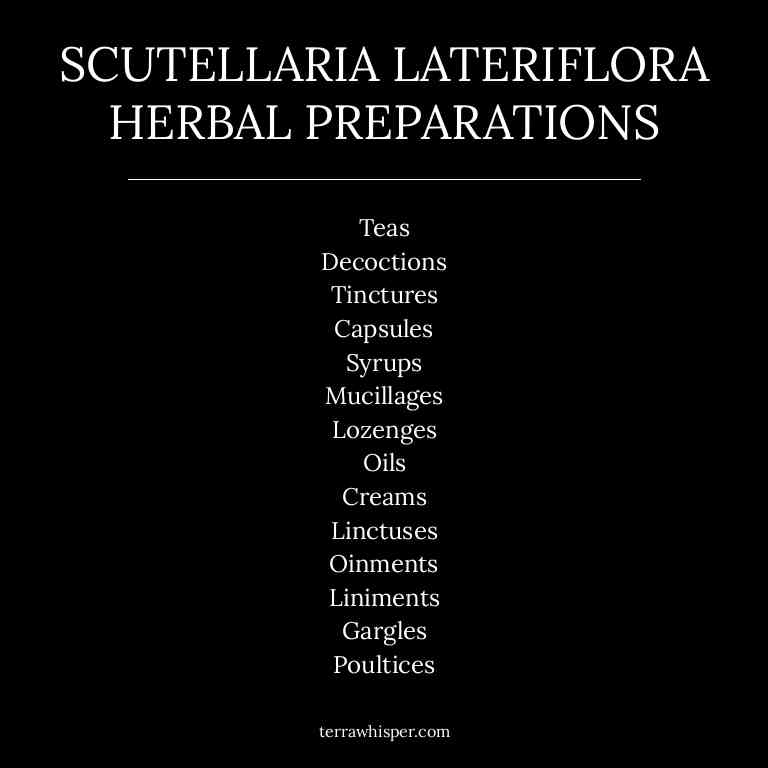 SCUTELLARIA LATERIFLORA
HERBAL PREPARATIONS
Teas
Decoctions
Tinctures
Capsules
Syrups
Mucillages
Lozenges
Oils
Creams
Linctuses
Oinments
Liniments
Gargles
Poultices
terrawhisper.com